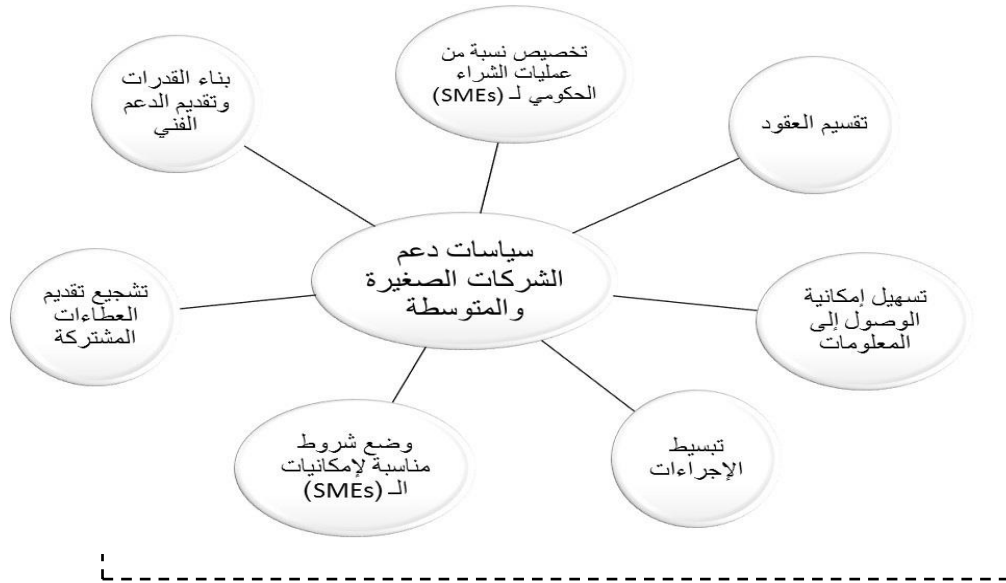 تخصيص نسبة من
عمليات الشراء
الحكومي لـ (SMEs)
تقسيم العقود
تسهيل إمكانية
الوصول إلى
المعلومات
تبسيط
الإجراءات
وضع شروط
مناسبة لإمكانيات
الـ (SMEs)
تشجيع تقديم
العطاءات
المشتركة
بناء القدرات
وتقديم الدعم
الفني
سياسات دعم
الشركات الصغيرة
والمتوسطة